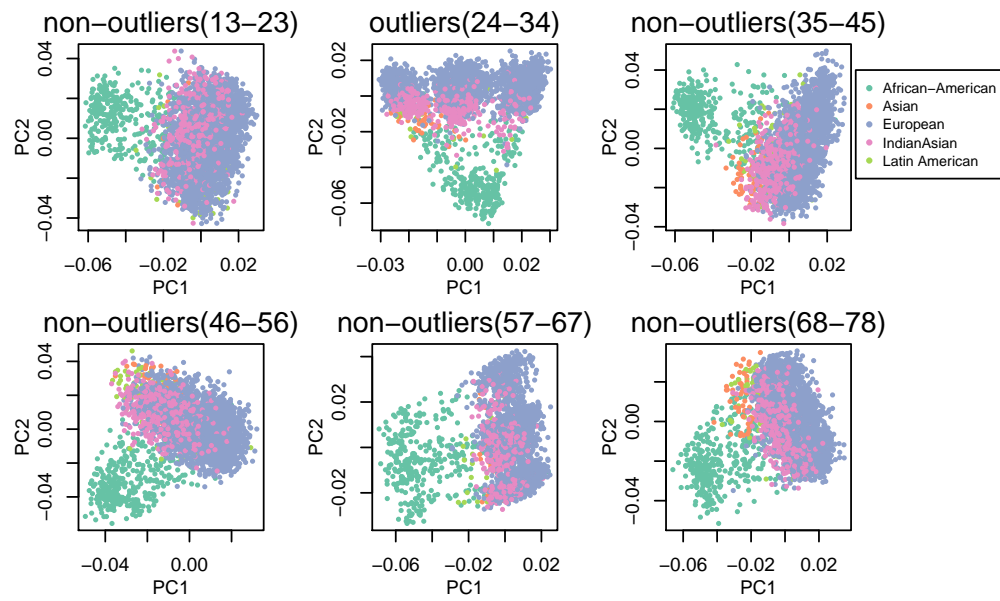 non−outliers(13−23)
PC2
0.04
0.00
−0.04
−0.06
−0.02
0.02
PC1
outliers(24−34)
PC2
0.02
−0.02
−0.06
−0.03
0.00
0.02
PC1
non−outliers(35−45)
PC2
0.04
0.00
−0.04
−0.06
−0.02
0.02
PC1
African−American
Asian
European
IndianAsian
Latin American
non−outliers(46−56)
PC2
0.04
0.00
−0.04
−0.04
0.00
PC1
non−outliers(57−67)
PC2
0.02
−0.02
−0.06
−0.02
0.02
PC1
non−outliers(68−78)
PC2
0.00
−0.04
−0.06
−0.02
0.02
PC1